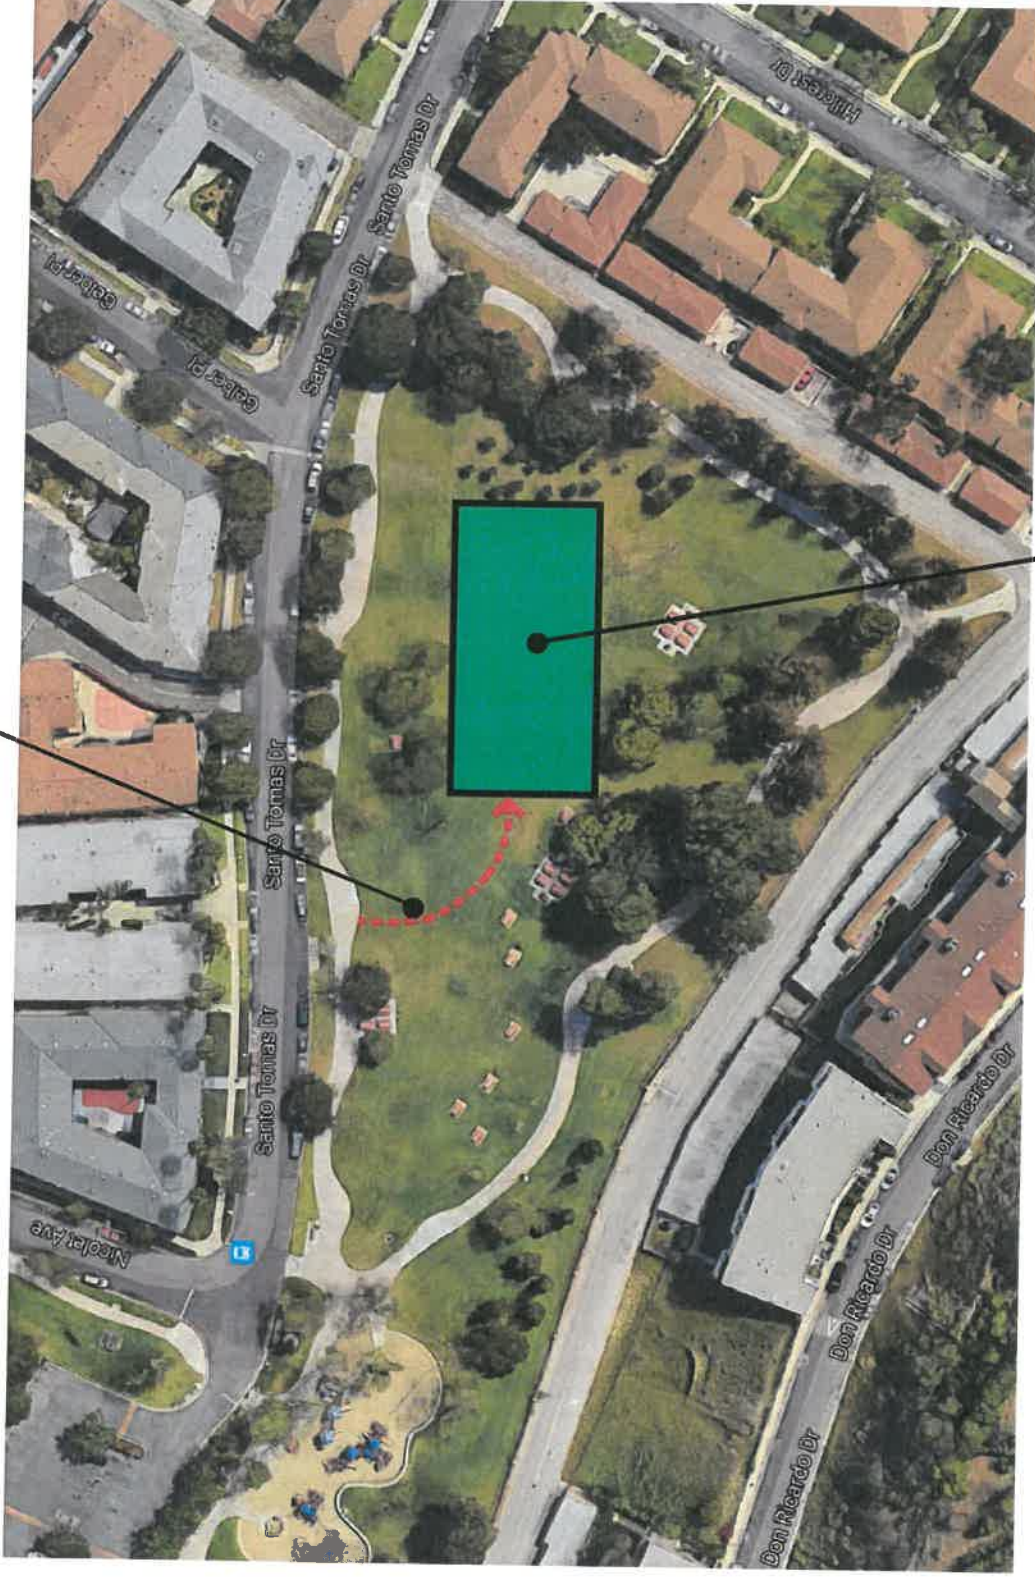 Hillcrest Dr
Santo Tomas Dr
Gelber Pl
Santo Tomas Dr
Gelber Pl
Santo Tomas Dr
Santo Tomas Dr
Nicolet Ave
Don Ricardo Dr
Don Ricardo Dr
Don Ricardo Dr